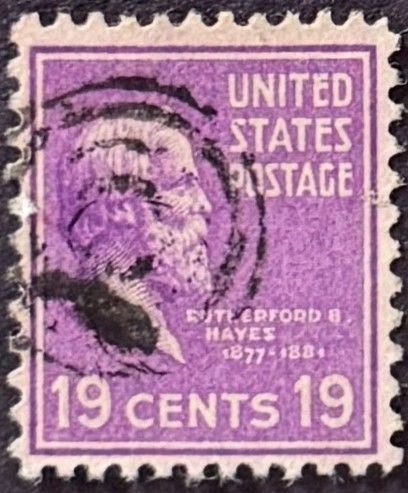 UNITED
STATES
POSTAGE
RUTHERFORD B.
HAYES
1877-1881
19 CENTS 19